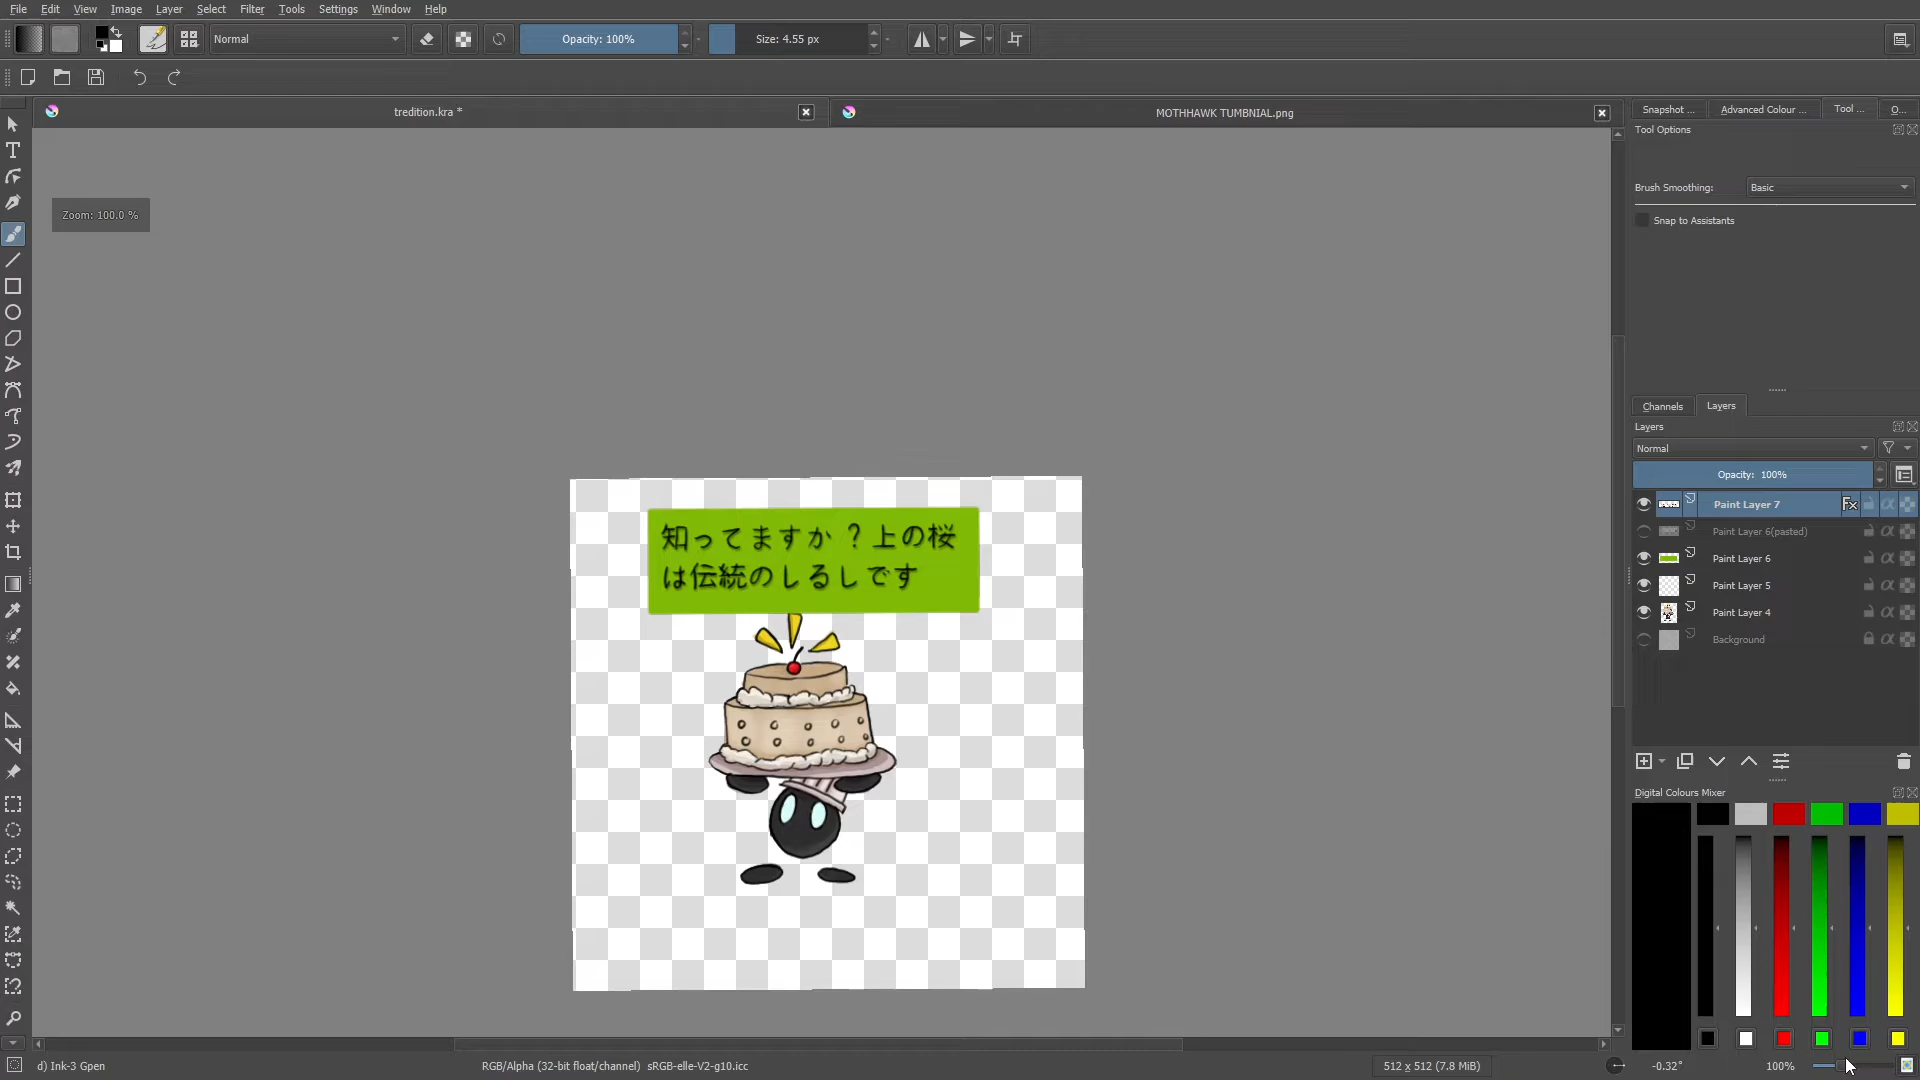 File Edit View Image Layer Select Filter Tools Settings Window Help
Normal
Opacity: 100%
Size: 4.55 px
tredition.kra *
MOTHHAWK TUMBNIAL.png
Snapshot ...
Advanced Colour ...
Tool ...
O...
Tool Options
Brush Smoothing:
Basic
Snap to Assistants
Zoom: 100.0 %
知ってますか？上の桜
は伝統のしるしです
Channels
Layers
Layers
Normal
Opacity: 100%
Paint Layer 7
Fx
Paint Layer 6(pasted)
Paint Layer 6
Paint Layer 5
Paint Layer 4
Background
Digital Colours Mixer
d) Ink-3 Gpen
RGB/Alpha (32-bit float/channel) sRGB-elle-V2-g10.icc
512 x 512 (7.8 MiB)
-0.32°
100%